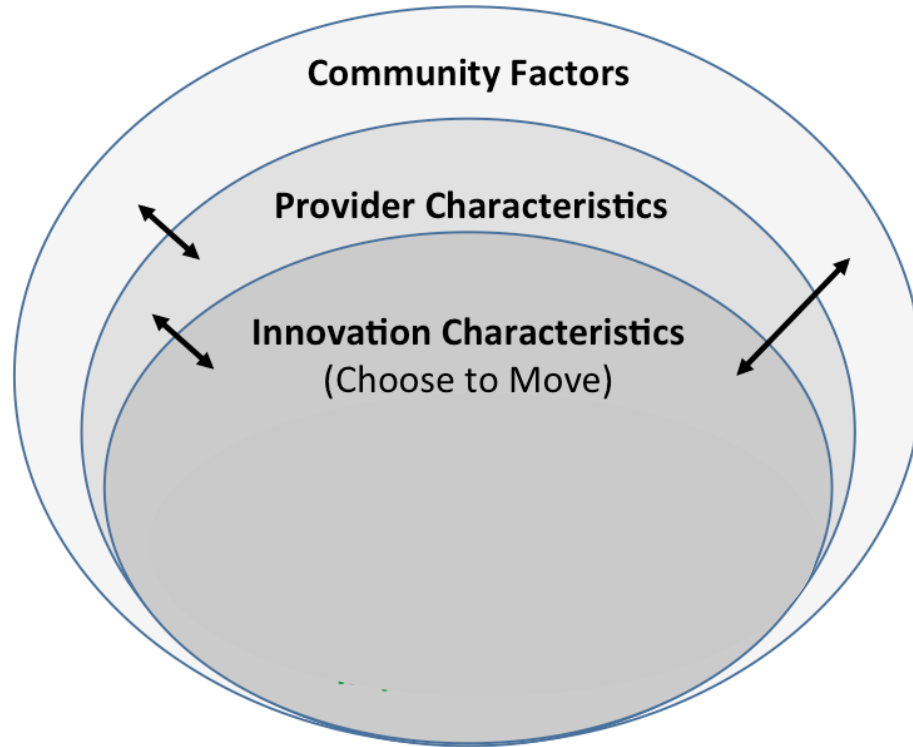 Community Factors
Provider Characteristics
Innovation Characteristics
(Choose to Move)